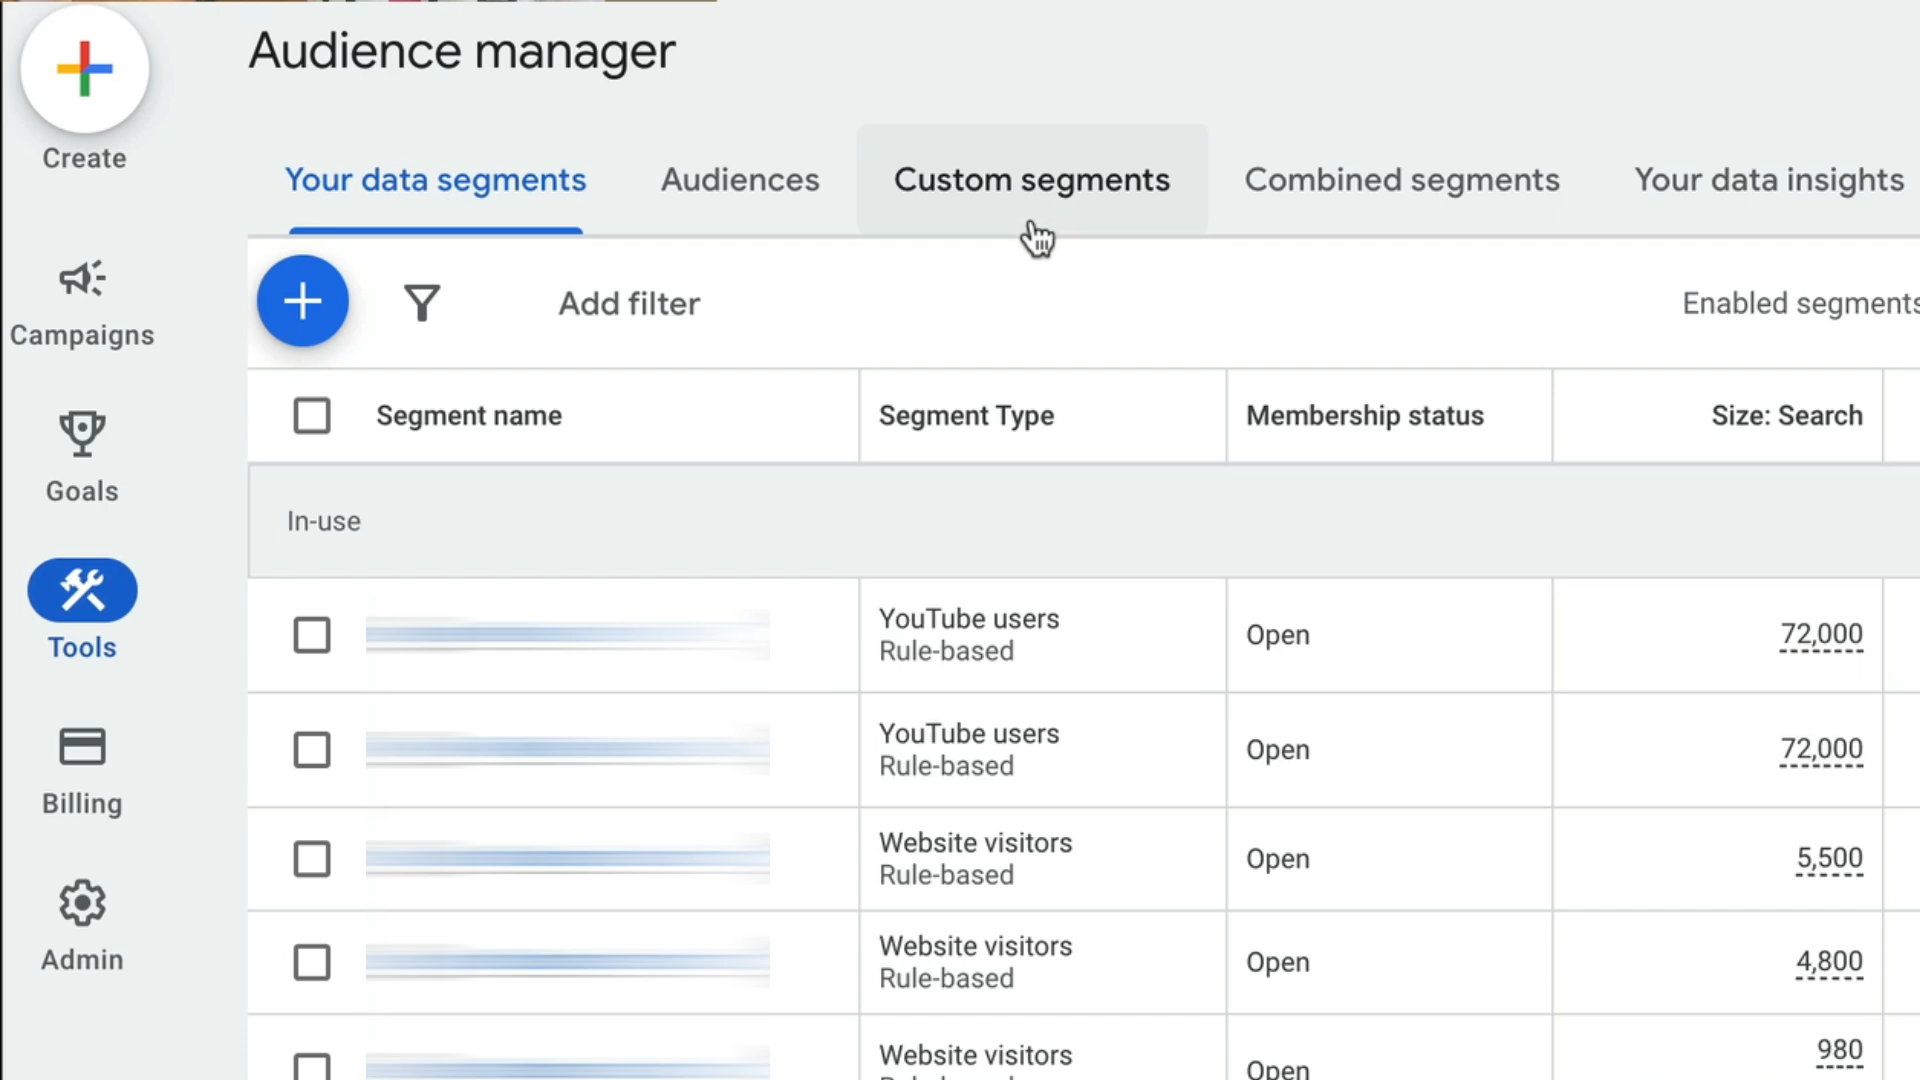 Audience manager
Create
Your data segments
Audiences
Custom segments
Combined segments
Your data insights
Add filter
Enabled segments
Campaigns
Segment name
Segment Type
Membership status
Size: Search
Goals
In-use
YouTube users
Rule-based
Open
72,000
Tools
YouTube users
Rule-based
Open
72,000
Billing
Website visitors
Rule-based
Open
5,500
Website visitors
Rule-based
Open
4,800
Admin
Website visitors
Open
980